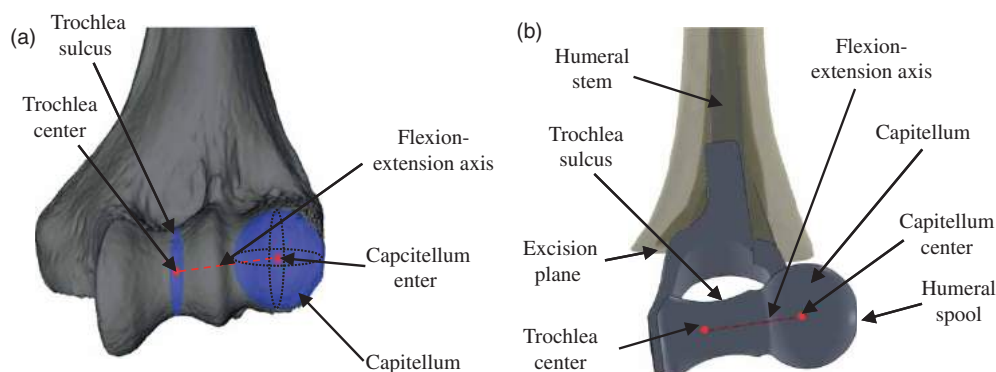 (a)
Trochlea
sulcus
Trochlea
center
Flexion-
extension axis
Capcitellum
enter
Capitellum
(b)
Humeral
stem
Flexion-
extension axis
Trochlea
sulcus
Capitellum
Excision
plane
Capitellum
center
Humeral
spool
Trochlea
center